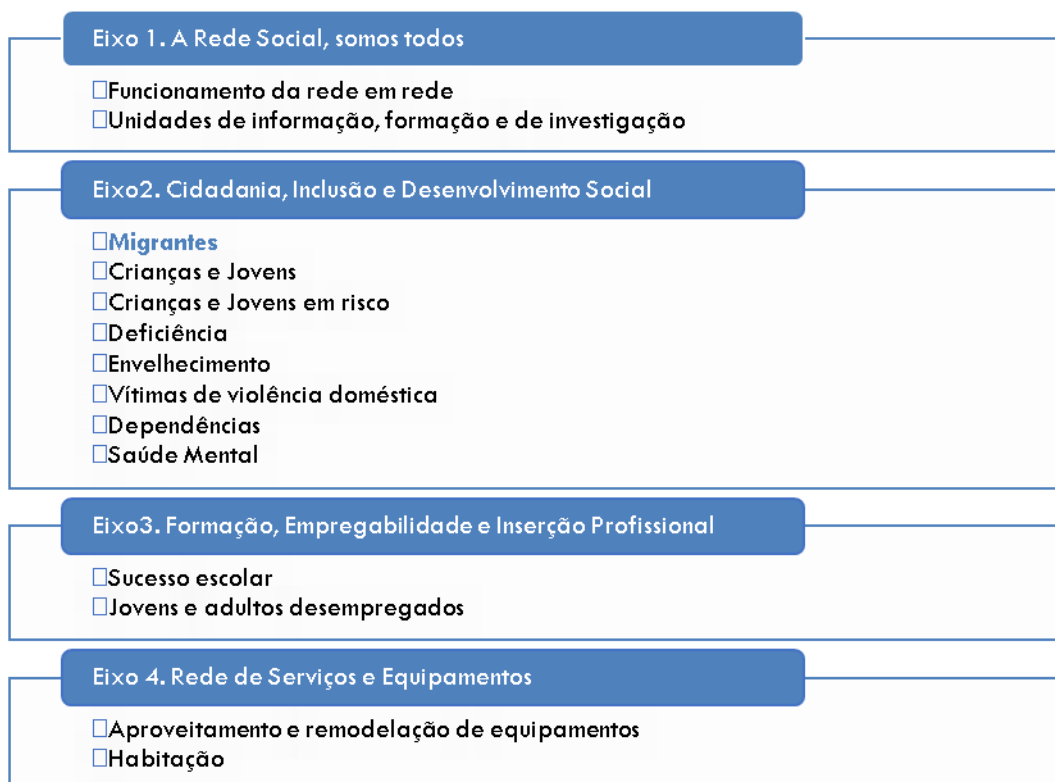 Eixo 1. A Rede Social, somos todos
□Funcionamento da rede em rede
□Unidades de informação, formação e de investigação
Eixo2. Cidadania, Inclusão e Desenvolvimento Social
□Migrantes
□Crianças e Jovens
□Crianças e Jovens em risco
□Deficiência
□Envelhecimento
□Vítimas de violência doméstica
□Dependências
□Saúde Mental
Eixo3. Formação, Empregabilidade e Inserção Profissional
□Sucesso escolar
□Jovens e adultos desempregados
Eixo 4. Rede de Serviços e Equipamentos
□Aproveitamento e remodelação de equipamentos
□Habitação